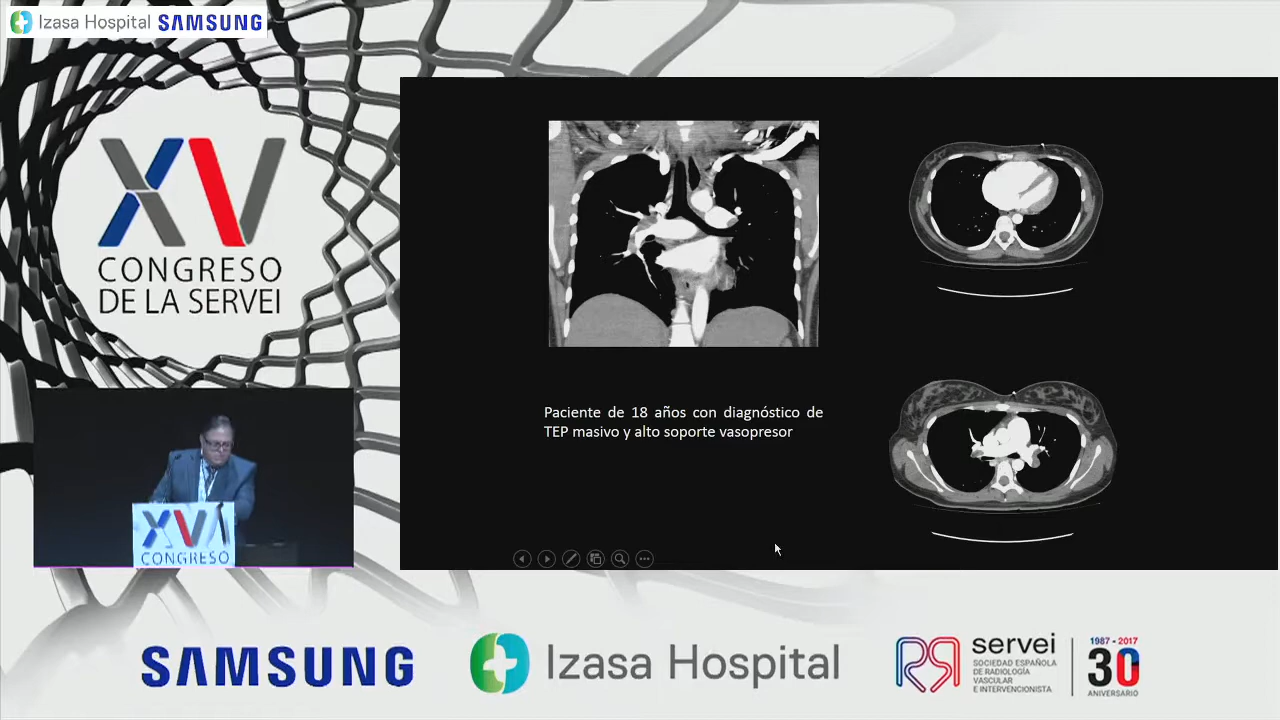 Izasa Hospital SAMSUNG
XV
CONGRESO
DE LA SERVEI
Paciente de 18 años con diagnóstico de
TEP masivo y alto soporte vasopresor
XV
CONGRESO
SAMSUNG
Izasa Hospital
servei
SOCIEDAD ESPAÑOLA
DE RADIOLOGÍA
VASCULAR
E INTERVENCIONISTA
1987 - 2017
30
ANIVERSARIO